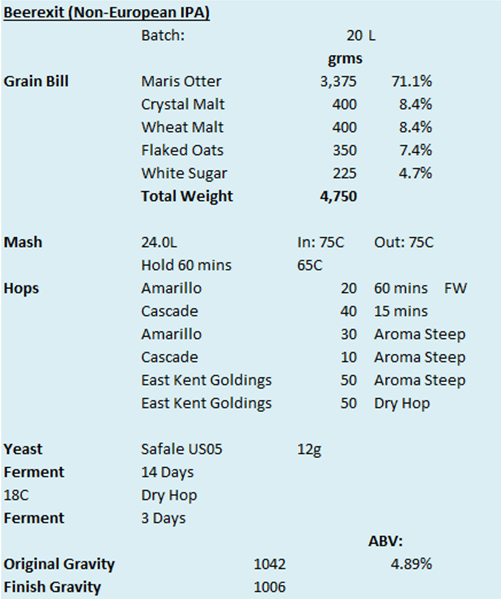 Beerexit (Non-European IPA)
Batch: 20 L
grms
Grain Bill Maris Otter 3,375 71.1%
Crystal Malt 400 8.4%
Wheat Malt 400 8.4%
Flaked Oats 350 7.4%
White Sugar 225 4.7%
Total Weight 4,750
Mash 24.0L In: 75C Out: 75C
Hold 60 mins 65C
Hops Amarillo 20 60 mins FW
Cascade 40 15 mins
Amarillo 30 Aroma Steep
Cascade 10 Aroma Steep
East Kent Goldings 50 Aroma Steep
East Kent Goldings 50 Dry Hop
Yeast Safale US05 12g
Ferment 14 Days
18C Dry Hop
Ferment 3 Days
ABV:
Original Gravity 1042 4.89%
Finish Gravity 1006